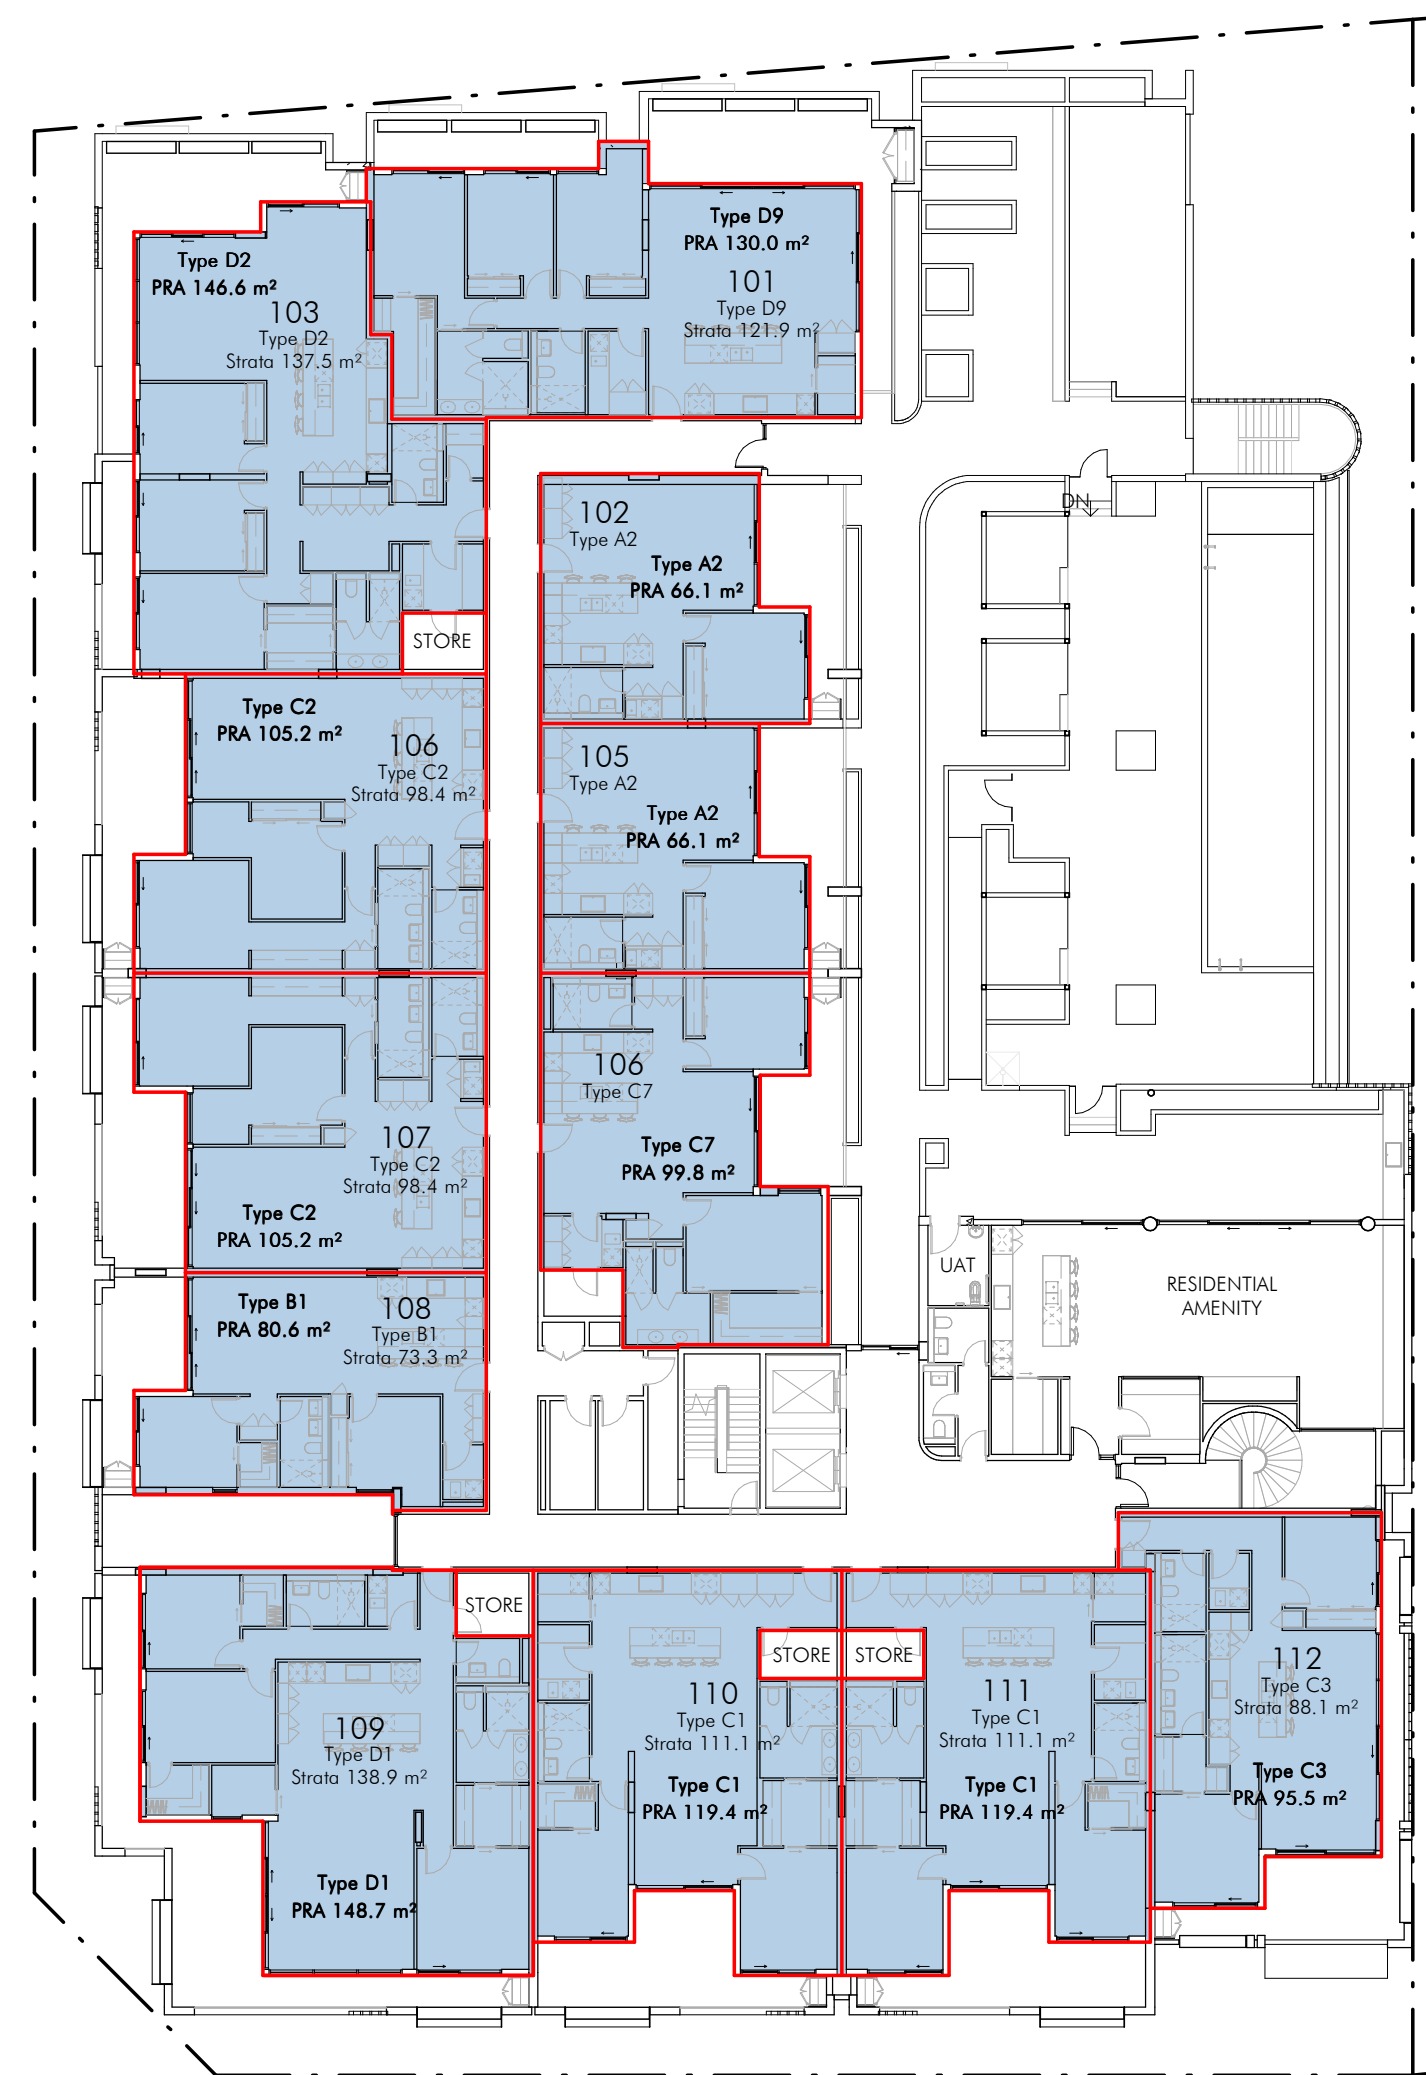 Type D9
PRA 130.0 m²
101
Type D9
Strata 121.9 m²
Type D2
PRA 146.6 m²
103
Type D2
Strata 137.5 m²
102
Type A2
Type A2
PRA 66.1 m²
DN
STORE
Type C2
PRA 105.2 m²
106
Type C2
Strata 98.4 m²
105
Type A2
Type A2
PRA 66.1 m²
106
Type C7
Type C7
PRA 99.8 m²
107
Type C2
Strata 98.4 m²
Type C2
PRA 105.2 m²
UAT
RESIDENTIAL
AMENITY
Type B1
PRA 80.6 m²
108
Type B1
Strata 73.3 m²
STORE
109
Type D1
Strata 138.9 m²
Type D1
PRA 148.7 m²
STORE
110
Type C1
Strata 111.1 m²
Type C1
PRA 119.4 m²
STORE
111
Type C1
Strata 111.1 m²
Type C1
PRA 119.4 m²
112
Type C3
Strata 88.1 m²
Type C3
PRA 95.5 m²